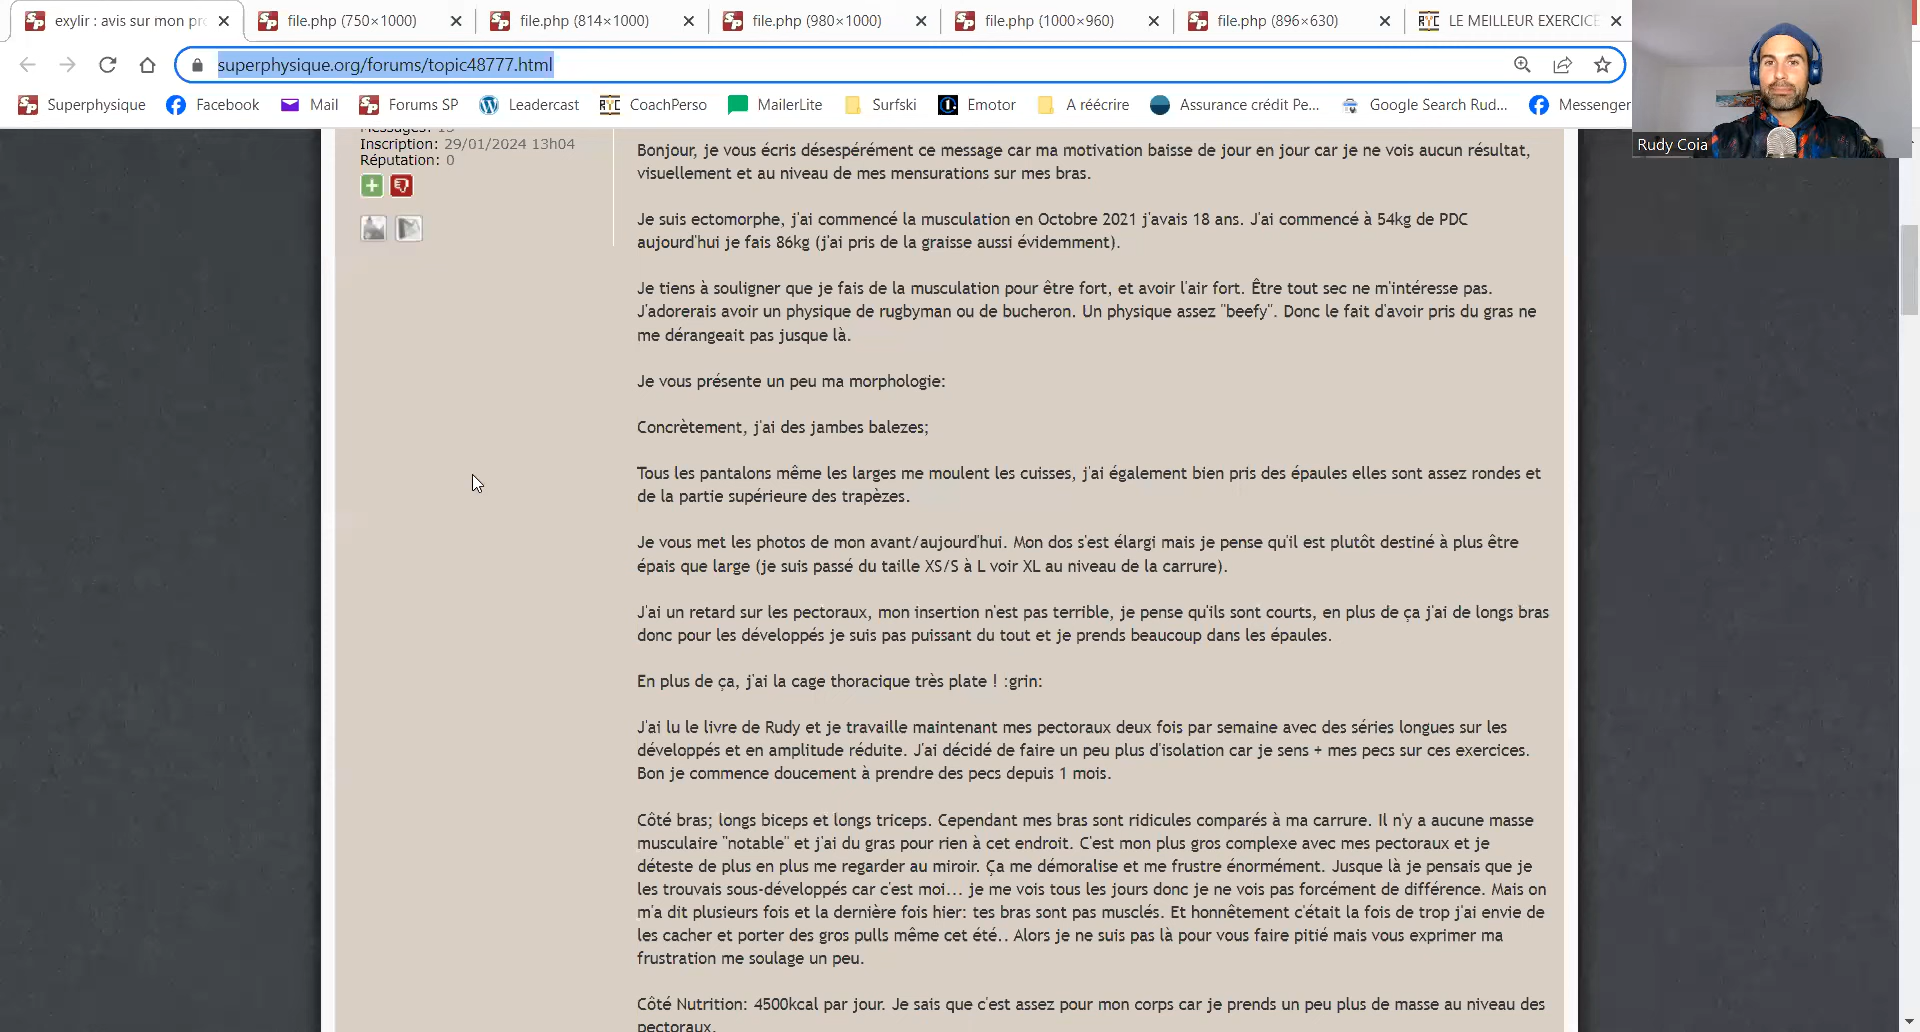 exylir : avis sur mon pr
file.php (750×1000)
file.php (814×1000)
file.php (980×1000)
file.php (1000×960)
file.php (896×630)
LE MEILLEUR EXERCICE
superphysique.org/forums/topic48777.html
Superphysique
Facebook
Mail
Forums SP
Leadercast
RYC CoachPerso
MailerLite
Surfski
Emotor
A réécrire
Assurance crédit Pe...
Google Search Rud...
Messenger
Rudy Coia
Messages: 15
Inscription: 29/01/2024 13h04
Réputation: 0
Bonjour, je vous écris désespérément ce message car ma motivation baisse de jour en jour car je ne vois aucun résultat,
visuellement et au niveau de mes mensurations sur mes bras.
Je suis ectomorphe, j'ai commencé la musculation en Octobre 2021 j'avais 18 ans. J'ai commencé à 54kg de PDC
aujourd'hui je fais 86kg (j'ai pris de la graisse aussi évidemment).
Je tiens à souligner que je fais de la musculation pour être fort, et avoir l'air fort. Être tout sec ne m'intéresse pas.
J'adorerais avoir un physique de rugbyman ou de bucheron. Un physique assez "beefy". Donc le fait d'avoir pris du gras ne
me dérangeait pas jusque là.
Je vous présente un peu ma morphologie:
Concrètement, j'ai des jambes balezes;
Tous les pantalons même les larges me moulent les cuisses, j'ai également bien pris des épaules elles sont assez rondes et
de la partie supérieure des trapèzes.
Je vous met les photos de mon avant/aujourd'hui. Mon dos s'est élargi mais je pense qu'il est plutôt destiné à plus être
épais que large (je suis passé du taille XS/S à L voir XL au niveau de la carrure).
J'ai un retard sur les pectoraux, mon insertion n'est pas terrible, je pense qu'ils sont courts, en plus de ça j'ai de longs bras
donc pour les développés je suis pas puissant du tout et je prends beaucoup dans les épaules.
En plus de ça, j'ai la cage thoracique très plate ! :grin:
J'ai lu le livre de Rudy et je travaille maintenant mes pectoraux deux fois par semaine avec des séries longues sur les
développés et en amplitude réduite. J'ai décidé de faire un peu plus d'isolation car je sens + mes pecs sur ces exercices.
Bon je commence doucement à prendre des pecs depuis 1 mois.
Côté bras; longs biceps et longs triceps. Cependant mes bras sont ridicules comparés à ma carrure. Il n'y a aucune masse
musculaire "notable" et j'ai du gras pour rien à cet endroit. C'est mon plus gros complexe avec mes pectoraux et je
déteste de plus en plus me regarder au miroir. Ça me démoralise et me frustre énormément. Jusque là je pensais que je
les trouvais sous-développés car c'est moi... je me vois tous les jours donc je ne vois pas forcément de différence. Mais on
m'a dit plusieurs fois et la dernière fois hier: tes bras sont pas musclés. Et honnêtement c'était la fois de trop j'ai envie de
les cacher et porter des gros pulls même cet été.. Alors je ne suis pas là pour vous faire pitié mais vous exprimer ma
frustration me soulage un peu.
Côté Nutrition: 4500kcal par jour. Je sais que c'est assez pour mon corps car je prends un peu plus de masse au niveau des
pectoraux.